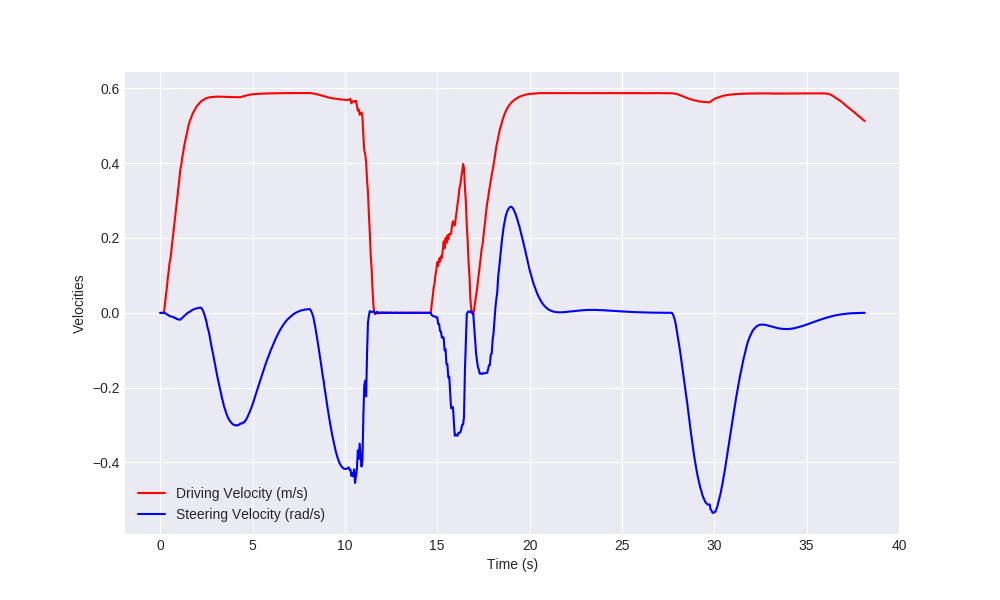 0.6
0.4
0.2
0.0
−0.2
−0.4
Velocities
Driving Velocity (m/s)
Steering Velocity (rad/s)
0 5 10 15 20 25 30 35 40
Time (s)